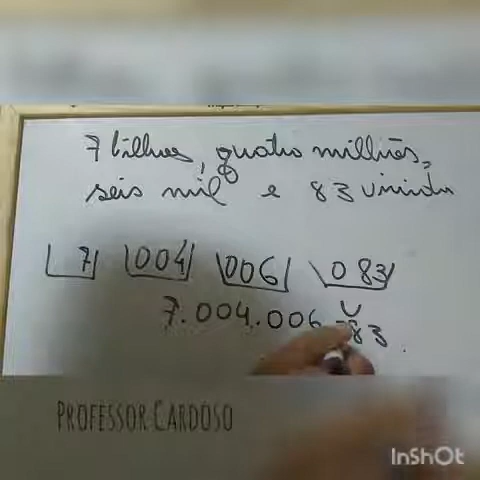 7 bilhões, quatro milhões,
seis mil e 83 unidades
7 004 006 083
7.004.006.083
PROFESSOR CARDOSO
INSHOT